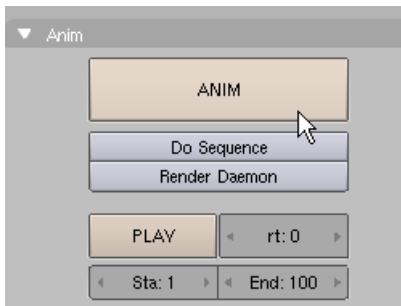 Anim
ANIM
Do Sequence
Render Daemon
PLAY rt: 0
Sta: 1 End: 100